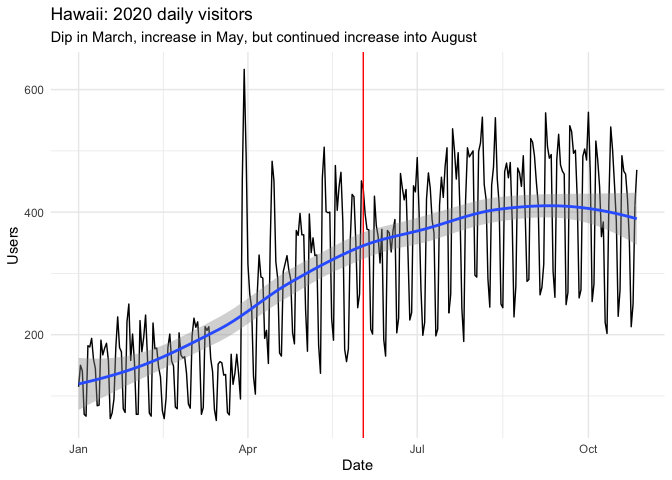 Hawaii: 2020 daily visitors
Dip in March, increase in May, but continued increase into August
600
400
200
Users
Jan
Apr
Jul
Oct
Date